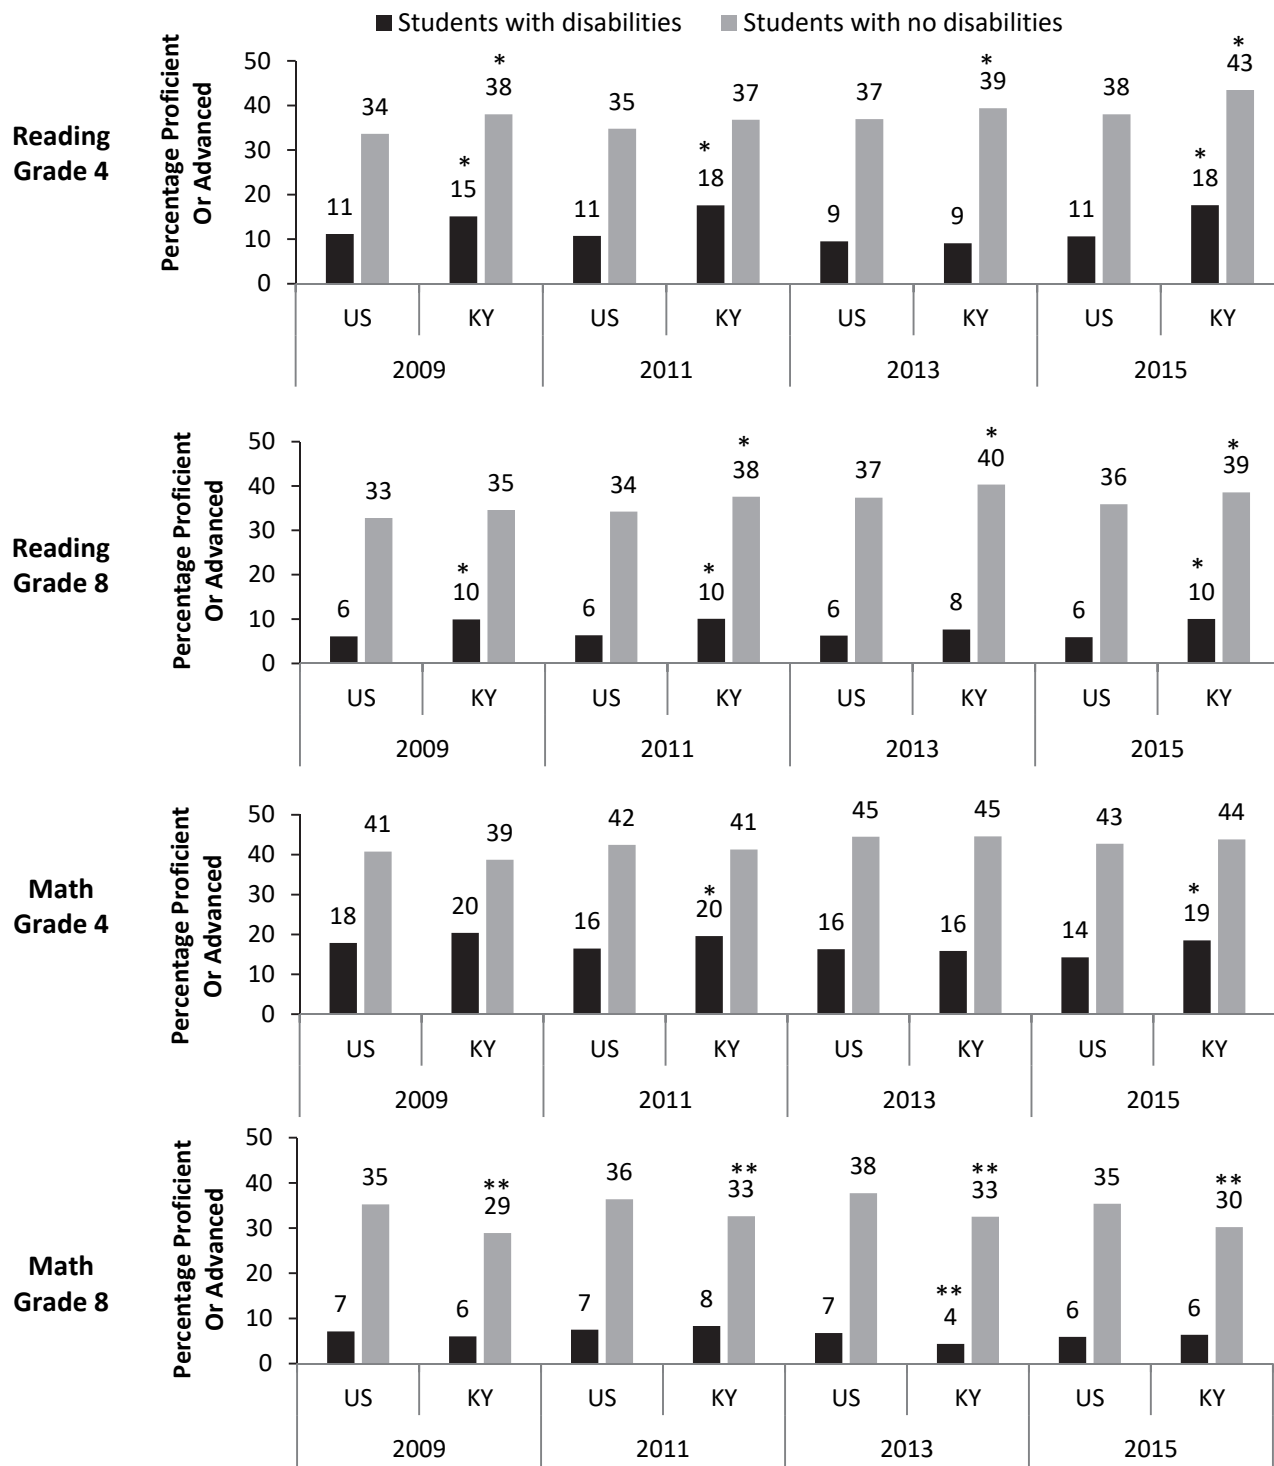 Students with disabilities Students with no disabilities
Reading
Grade 4
Percentage Proficient
Or Advanced
50
40
30
20
10
0
11 34 * 15 * 38 11 35 * 18 37 9 37 9 * 39 11 38 * 18 * 43
US KY US KY US KY US KY
2009 2011 2013 2015
Reading
Grade 8
Percentage Proficient
Or Advanced
50
40
30
20
10
0
6 33 * 10 35 6 34 * 10 * 38 6 37 8 * 40 6 36 * 10 * 39
US KY US KY US KY US KY
2009 2011 2013 2015
Math
Grade 4
Percentage Proficient
Or Advanced
50
40
30
20
10
0
18 41 20 39 16 42 * 20 41 16 45 16 45 14 43 * 19 44
US KY US KY US KY US KY
2009 2011 2013 2015
Math
Grade 8
Percentage Proficient
Or Advanced
50
40
30
20
10
0
7 35 6 ** 29 7 36 8 ** 33 7 38 ** 4 ** 33 6 35 6 ** 30
US KY US KY US KY US KY
2009 2011 2013 2015